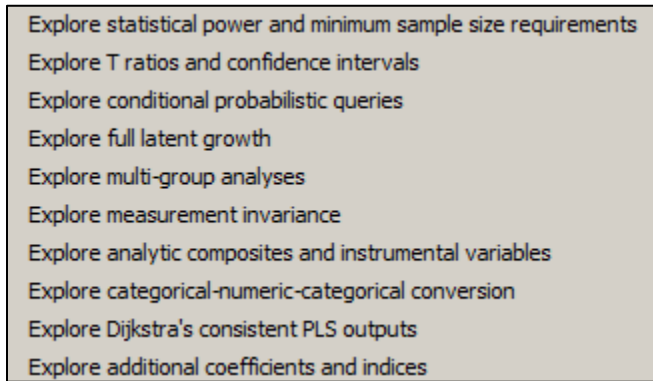 Explore statistical power and minimum sample size requirements
Explore T ratios and confidence intervals
Explore conditional probabilistic queries
Explore full latent growth
Explore multi-group analyses
Explore measurement invariance
Explore analytic composites and instrumental variables
Explore categorical-numeric-categorical conversion
Explore Dijkstra's consistent PLS outputs
Explore additional coefficients and indices